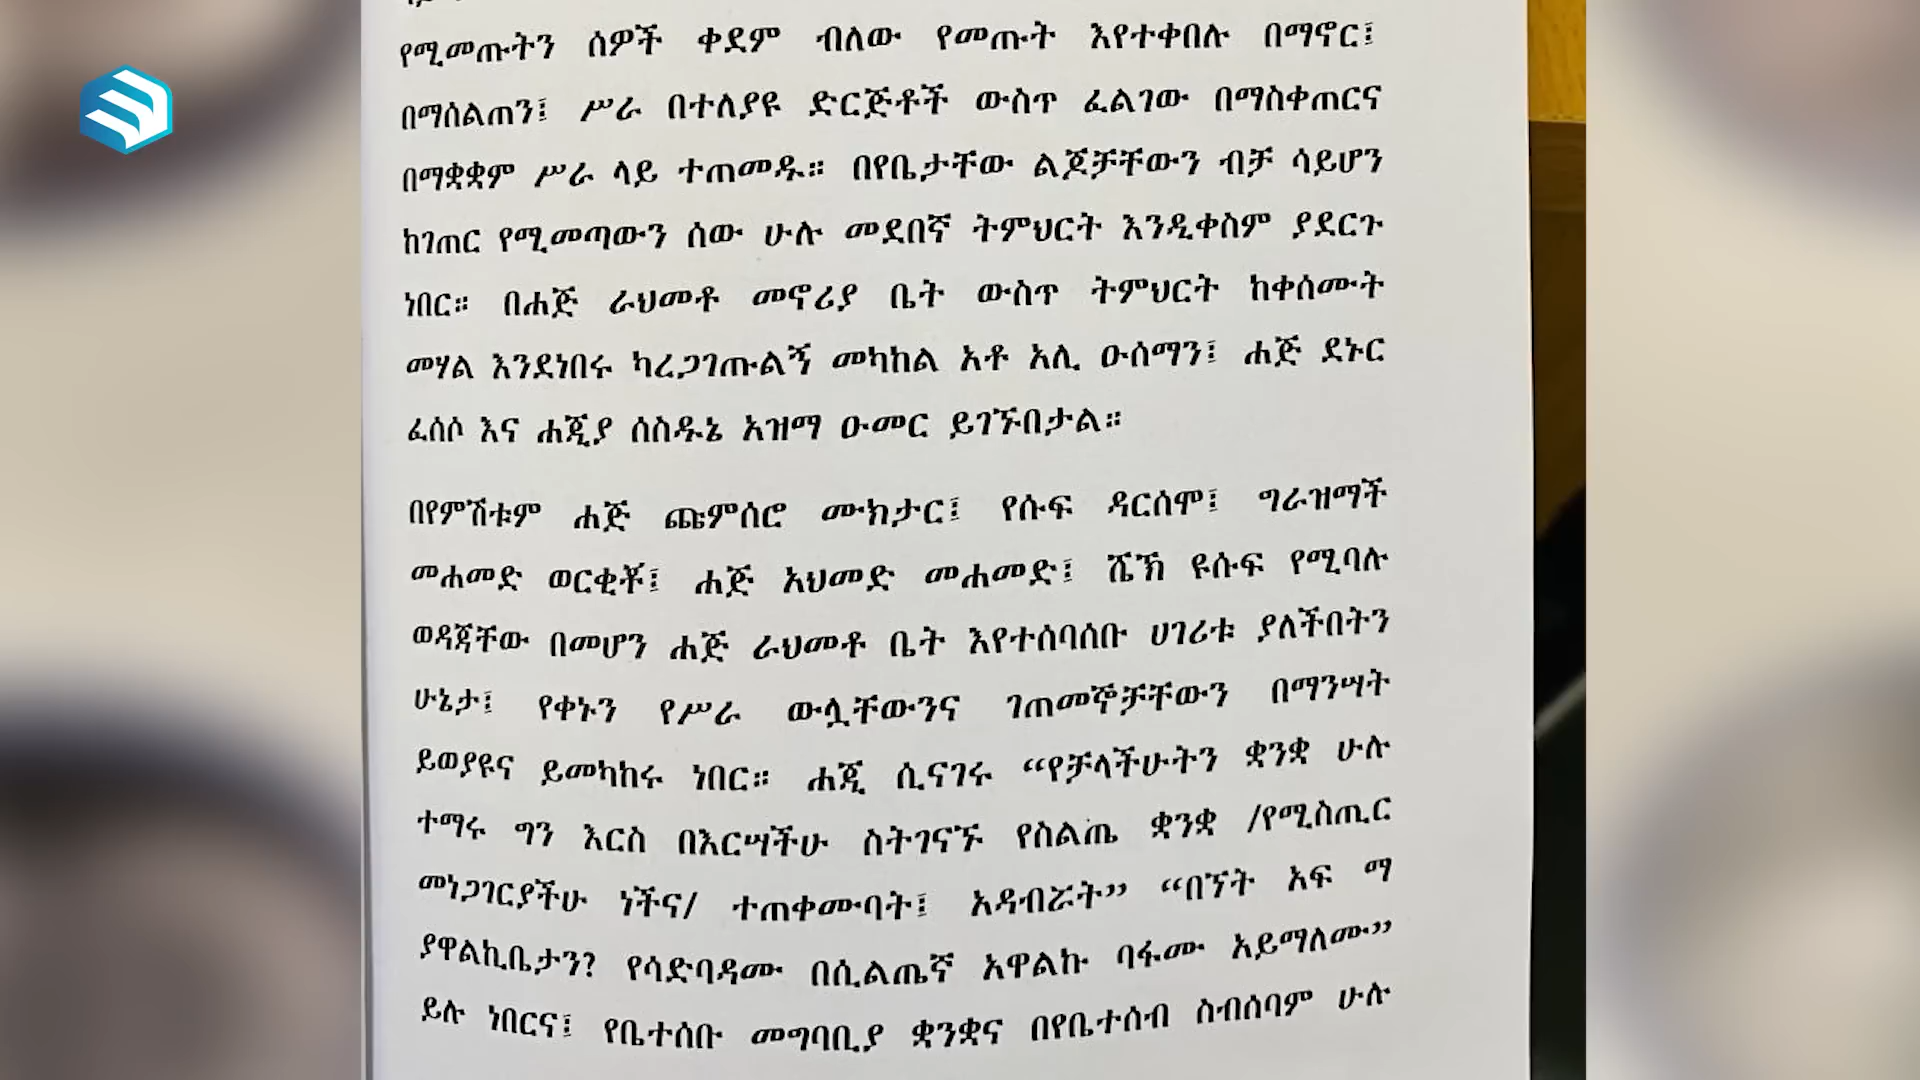 የሚመጡትን ሰዎች ቀደም ብለው የመጡት እየተቀበሉ በማኖር፤
በማሰልጠን፤ ሥራ በተለያዩ ድርጅቶች ውስጥ ፈልገው በማስቀጠርና
በማቋቋም ሥራ ላይ ተጠመዱ። በየቤታቸው ልጆቻቸውን ብቻ ሳይሆን
ከገጠር የሚመጣውን ሰው ሁሉ መደበኛ ትምህርት እንዲቀስም ያደርጉ
ነበር። በሐጅ ራህመቶ መኖሪያ ቤት ውስጥ ትምህርት ከቀሰሙት
መሃል እንደነበሩ ካረጋገጡልኝ መካከል አቶ አሊ ዑሰማን፤ ሐጅ ደኑር
ፈሰሶ እና ሐጂያ ሰስዱኔ አዝማ ዑመር ይገኙበታል።
በየምሽቱም ሐጅ ጩምሰሮ ሙክታር፤ የሱፍ ዳርሰሞ፤ ግራዝማች
መሐመድ ወርቂቾ፤ ሐጅ አህመድ መሐመድ፤ ሼኽ ዩሱፍ የሚባሉ
ወዳጃቸው በመሆን ሐጅ ራህመቶ ቤት እየተሰባሰቡ ሀገሪቱ ያለችበትን
ሁኔታ፤ የቀኑን የሥራ ውሏቸውንና ገጠመኞቻቸውን በማንሣት
ይወያዩና ይመካከሩ ነበር። ሐጂ ሲናገሩ “የቻላችሁትን ቋንቋ ሁሉ
ተማሩ ግን እርስ በእርሣችሁ ስትገናኙ የስልጤ ቋንቋ /የሚስጢር
መነጋገርያችሁ ነችና/ ተጠቀሙባት፤ አዳብሯት” “በኘት አፍ ማ
ያዋልኪቤታን? የሳድባዳሙ በሲልጤኛ አዋልኩ ባፋሙ አይማለሙ”
ይሉ ነበርና፤ የቤተሰቡ መግባቢያ ቋንቋና በየቤተሰብ ስብሰባም ሁሉ